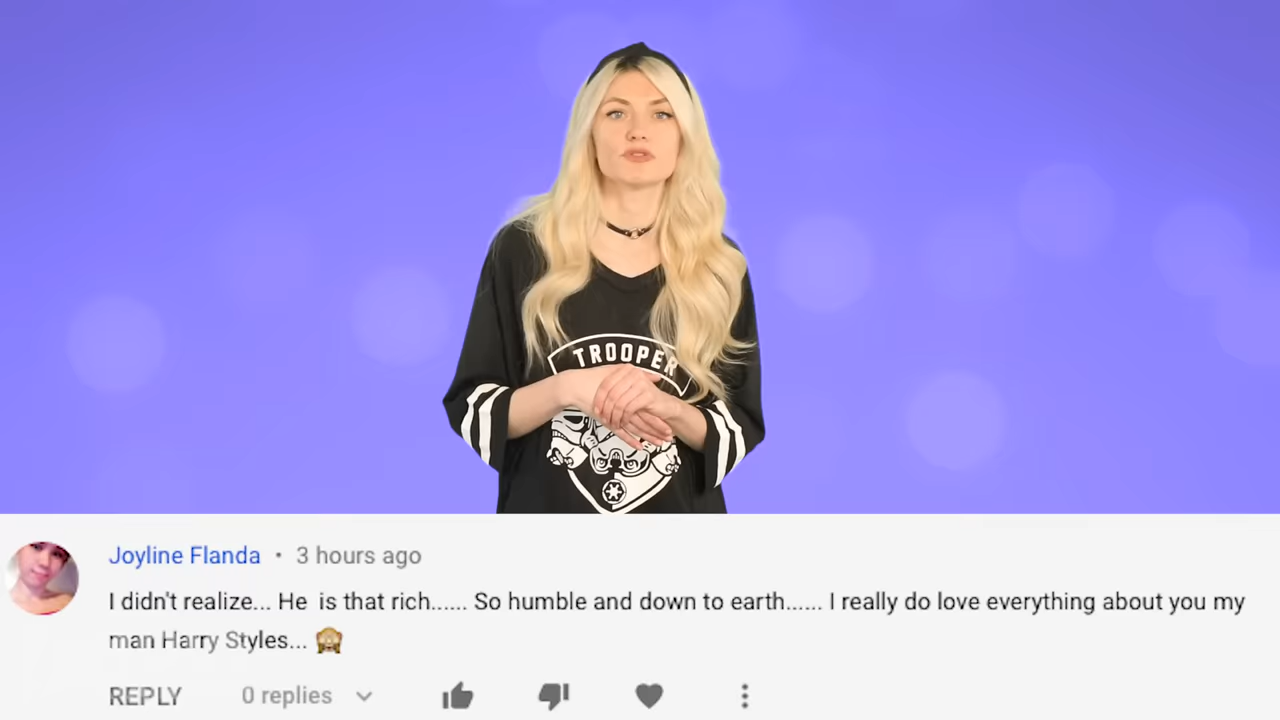 TROOPER
Joyline Flanda • 3 hours ago
I didn't realize... He  is that rich...... So humble and down to earth...... I really do love everything about you my
man Harry Styles... 🙈
REPLY 0 replies